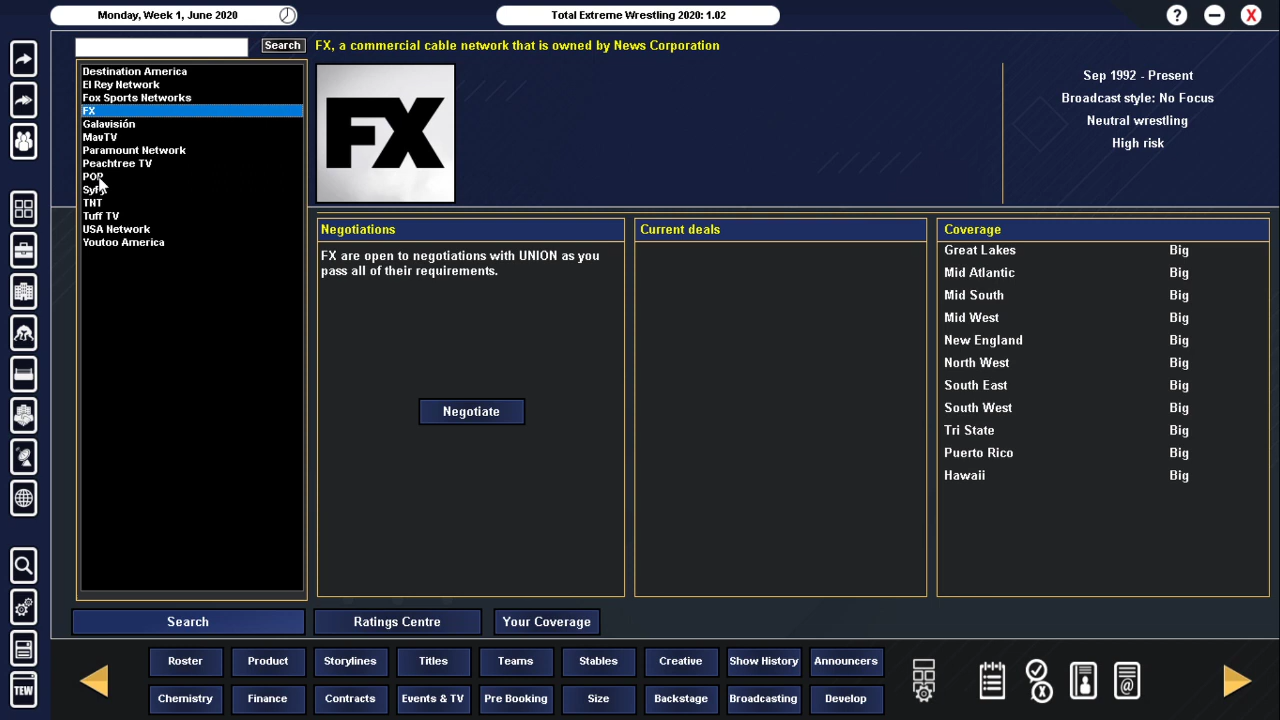 Monday, Week 1, June 2020
Total Extreme Wrestling 2020: 1.02
?
X
Search
FX, a commercial cable network that is owned by News Corporation
Destination America
El Rey Network
Fox Sports Networks
FX
Galavisión
MavTV
Paramount Network
Peachtree TV
POP
Syfy
TNT
Tuff TV
USA Network
Youtoo America
FX
Sep 1992 - Present
Broadcast style: No Focus
Neutral wrestling
High risk
Negotiations
FX are open to negotiations with UNION as you
pass all of their requirements.
Negotiate
Current deals
Coverage
Great Lakes Big
Mid Atlantic Big
Mid South Big
Mid West Big
New England Big
North West Big
South East Big
South West Big
Tri State Big
Puerto Rico Big
Hawaii Big
Search
Ratings Centre
Your Coverage
TEW
Roster
Product
Storylines
Titles
Teams
Stables
Creative
Show History
Announcers
Chemistry
Finance
Contracts
Events & TV
Pre Booking
Size
Backstage
Broadcasting
Develop